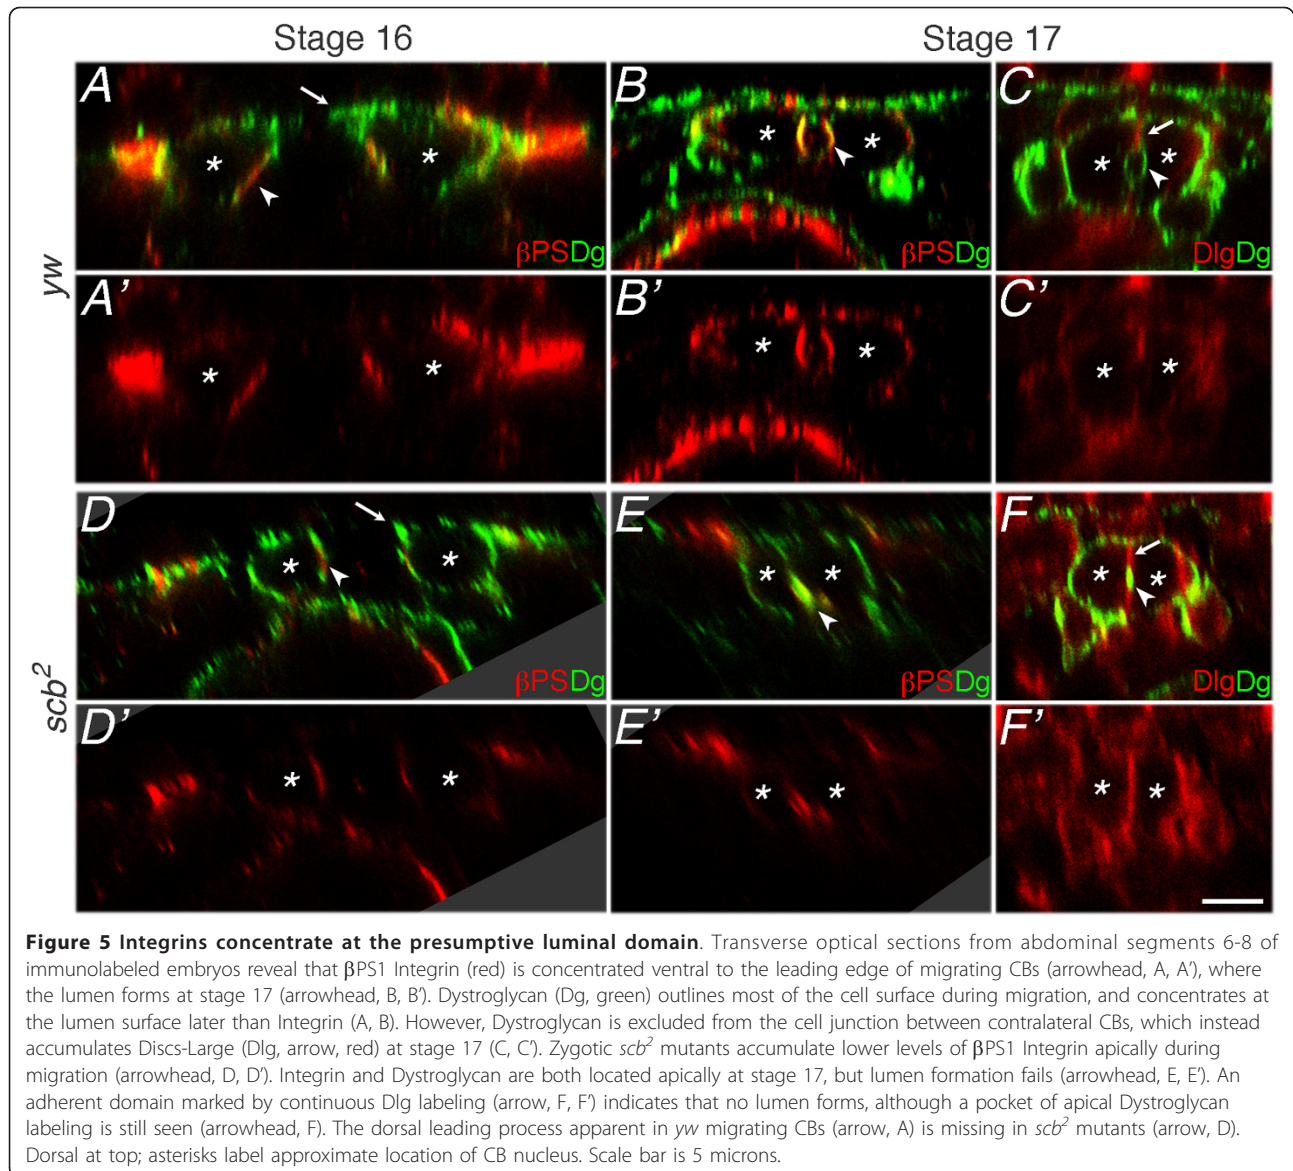 Stage 16
Stage 17
yw
A
βPSDg
B
βPSDg
C
DlgDg
A’
B’
C’
scb²
D
βPSDg
E
βPSDg
F
DlgDg
D’
E’
F’
Figure 5 Integrins concentrate at the presumptive luminal domain. Transverse optical sections from abdominal segments 6-8 of
immunolabeled embryos reveal that βPS1 Integrin (red) is concentrated ventral to the leading edge of migrating CBs (arrowhead, A, A’), where
the lumen forms at stage 17 (arrowhead, B, B’). Dystroglycan (Dg, green) outlines most of the cell surface during migration, and concentrates at
the lumen surface later than Integrin (A, B). However, Dystroglycan is excluded from the cell junction between contralateral CBs, which instead
accumulates Discs-Large (Dlg, arrow, red) at stage 17 (C, C’). Zygotic scb² mutants accumulate lower levels of βPS1 Integrin apically during
migration (arrowhead, D, D’). Integrin and Dystroglycan are both located apically at stage 17, but lumen formation fails (arrowhead, E, E’). An
adherent domain marked by continuous Dlg labeling (arrow, F, F’) indicates that no lumen forms, although a pocket of apical Dystroglycan
labeling is still seen (arrowhead, F). The dorsal leading process apparent in yw migrating CBs (arrow, A) is missing in scb² mutants (arrow, D).
Dorsal at top; asterisks label approximate location of CB nucleus. Scale bar is 5 microns.